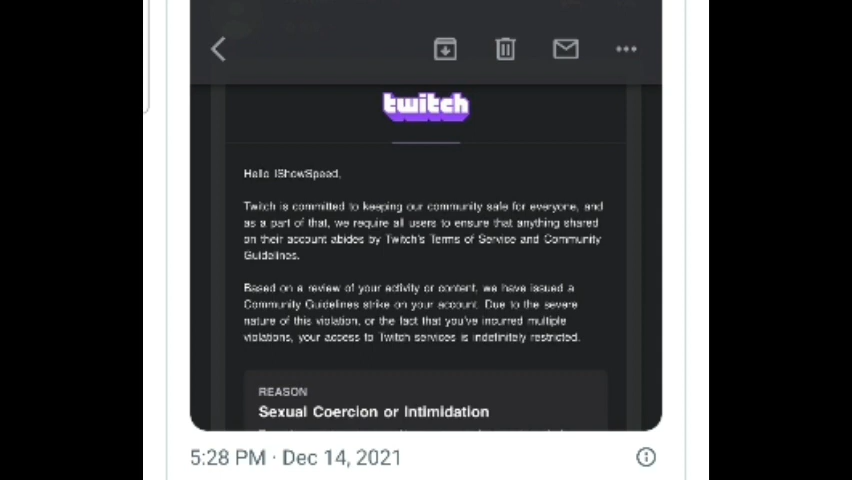 twitch
Hello IShowSpeed,
Twitch is committed to keeping our community safe for everyone, and
as a part of that, we require all users to ensure that anything shared
on their account abides by Twitch's Terms of Service and Community
Guidelines.
Based on a review of your activity or content, we have issued a
Community Guidelines strike on your account. Due to the severe
nature of this violation, or the fact that you've incurred multiple
violations, your access to Twitch services is indefinitely restricted.
REASON
Sexual Coercion or Intimidation
5:28 PM · Dec 14, 2021